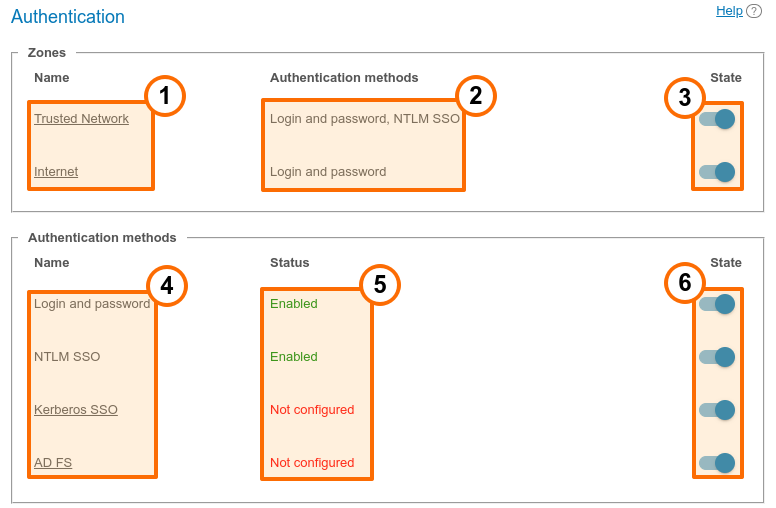 Authentication
Help ?
Zones
Name Authentication methods State
1 2 3
Trusted Network Login and password, NTLM SSO
Internet Login and password
Authentication methods
Name Status State
4 5 6
Login and password Enabled
NTLM SSO Enabled
Kerberos SSO Not configured
AD FS Not configured